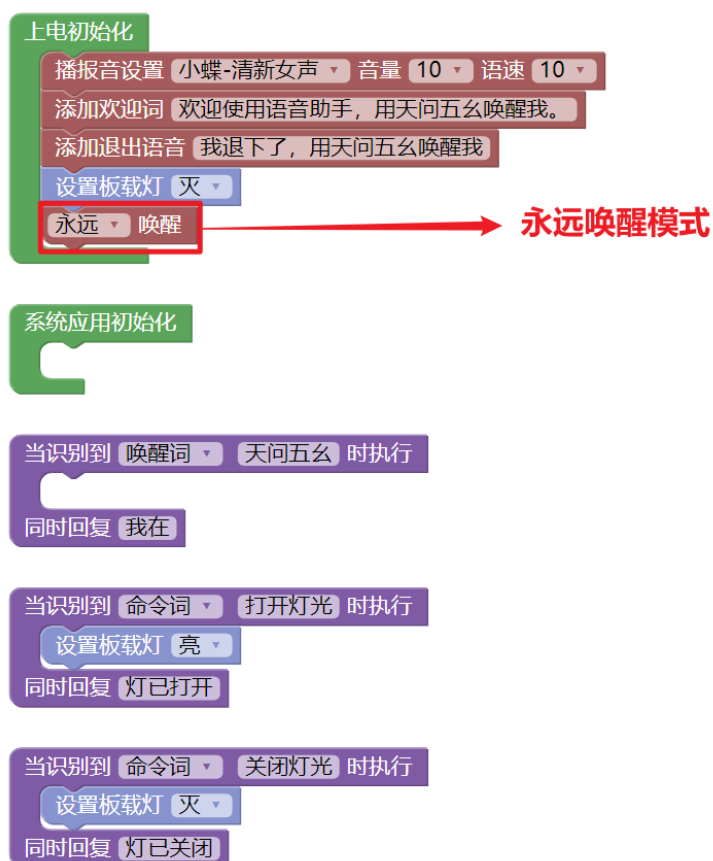 上电初始化
播报音设置 小蝶-清新女声 音量 10 语速 10
添加欢迎词 欢迎使用语音助手，用天问五幺唤醒我。
添加退出语音 我退下了，用天问五幺唤醒我
设置板载灯 灭
永远 唤醒 永远唤醒模式
系统应用初始化
当识别到 唤醒词 天问五幺 时执行
同时回复 我在
当识别到 命令词 打开灯光 时执行
设置板载灯 亮
同时回复 灯已打开
当识别到 命令词 关闭灯光 时执行
设置板载灯 灭
同时回复 灯已关闭